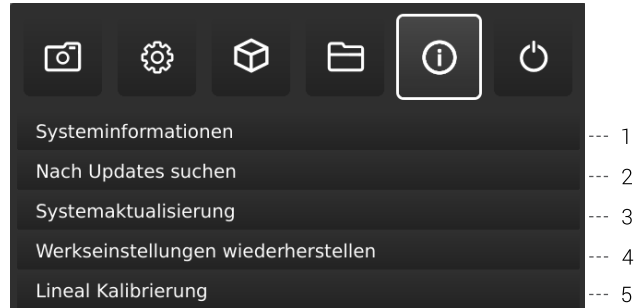 Systeminformationen
1
Nach Updates suchen
2
Systemaktualisierung
3
Werkseinstellungen wiederherstellen
4
Lineal Kalibrierung
5